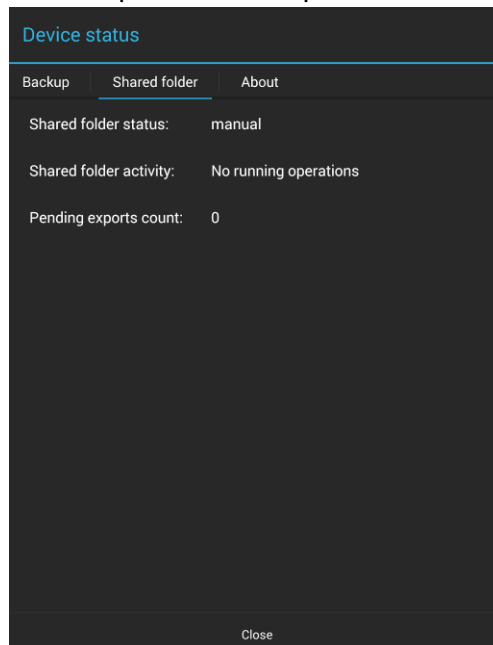 Device status
Backup Shared folder About
Shared folder status: manual
Shared folder activity: No running operations
Pending exports count: 0
Close